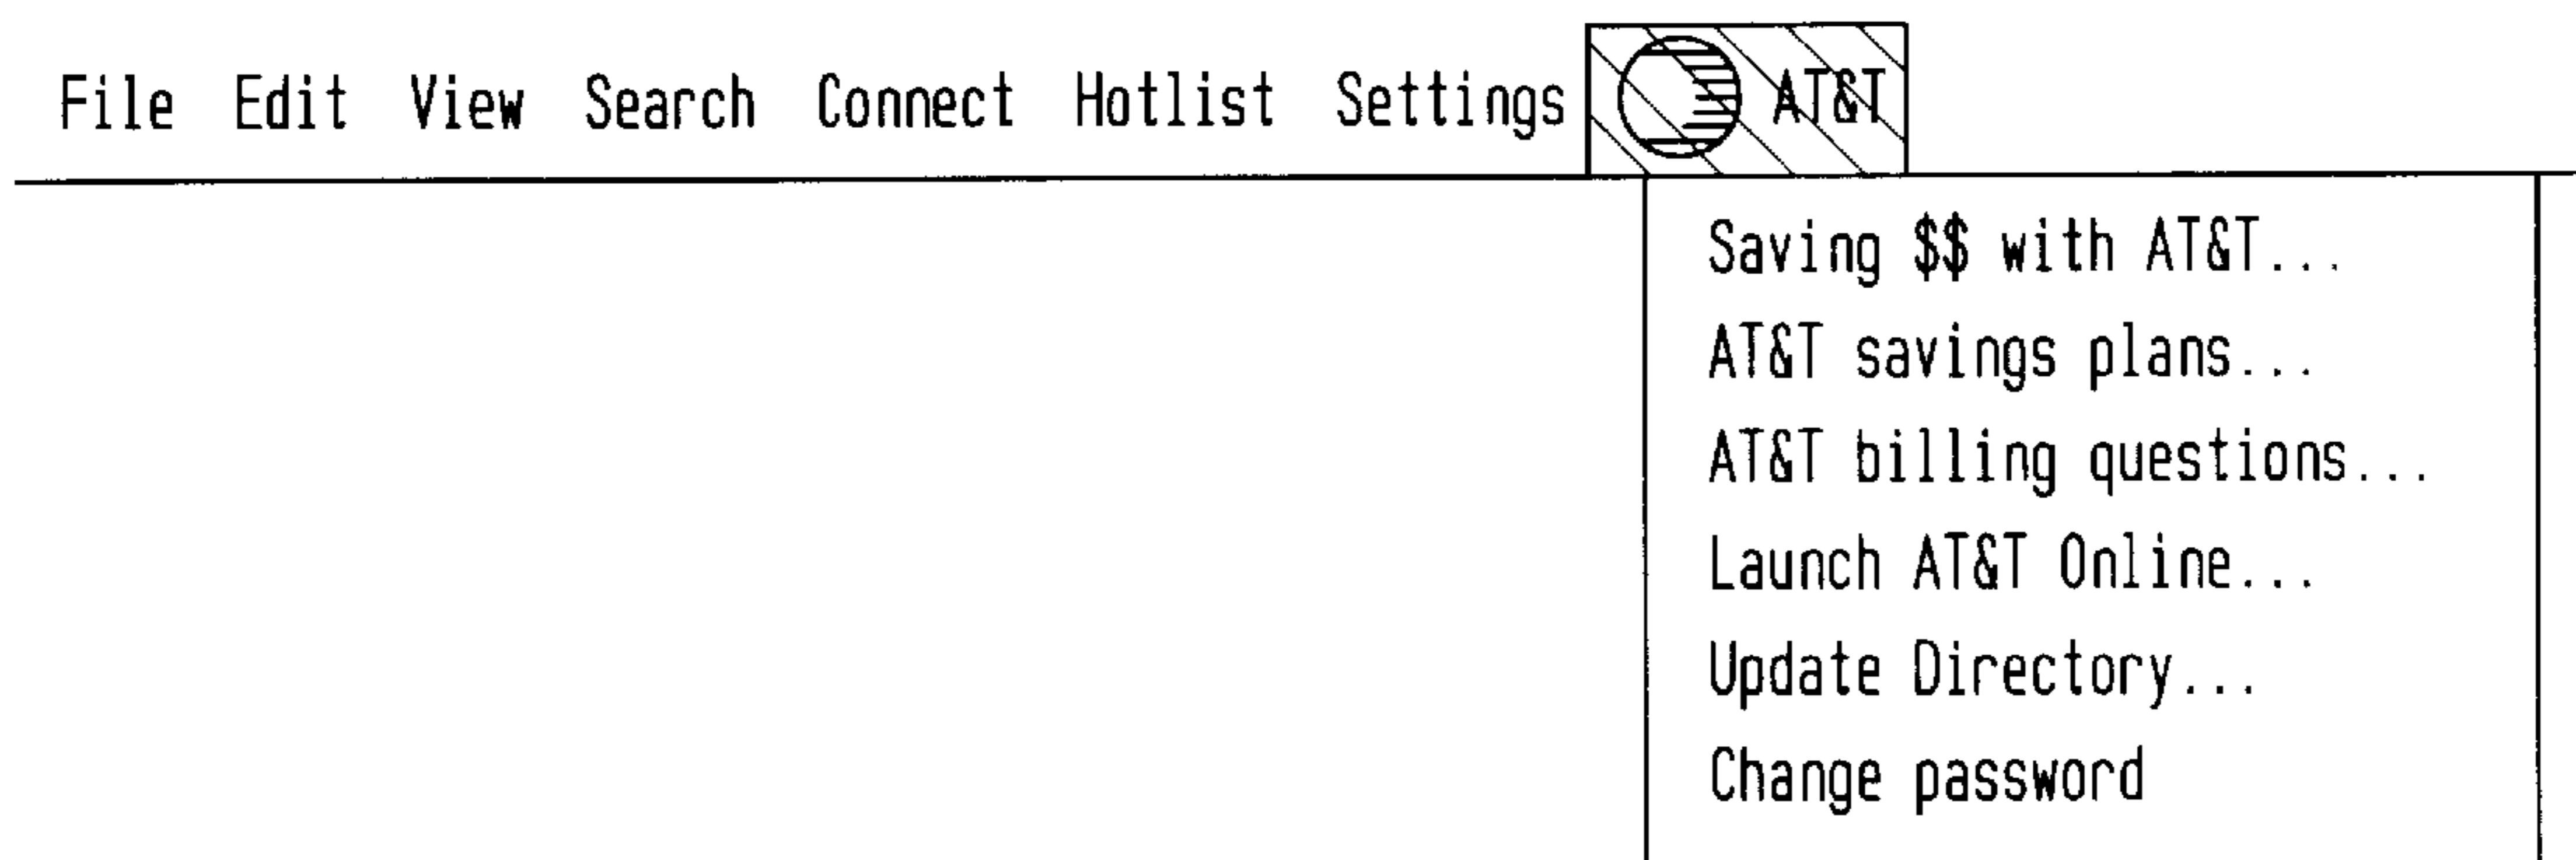 File Edit View Search Connect Hotlist Settings AT&T
Saving $$ with AT&T...
AT&T savings plans...
AT&T billing questions...
Launch AT&T Online...
Update Directory...
Change password